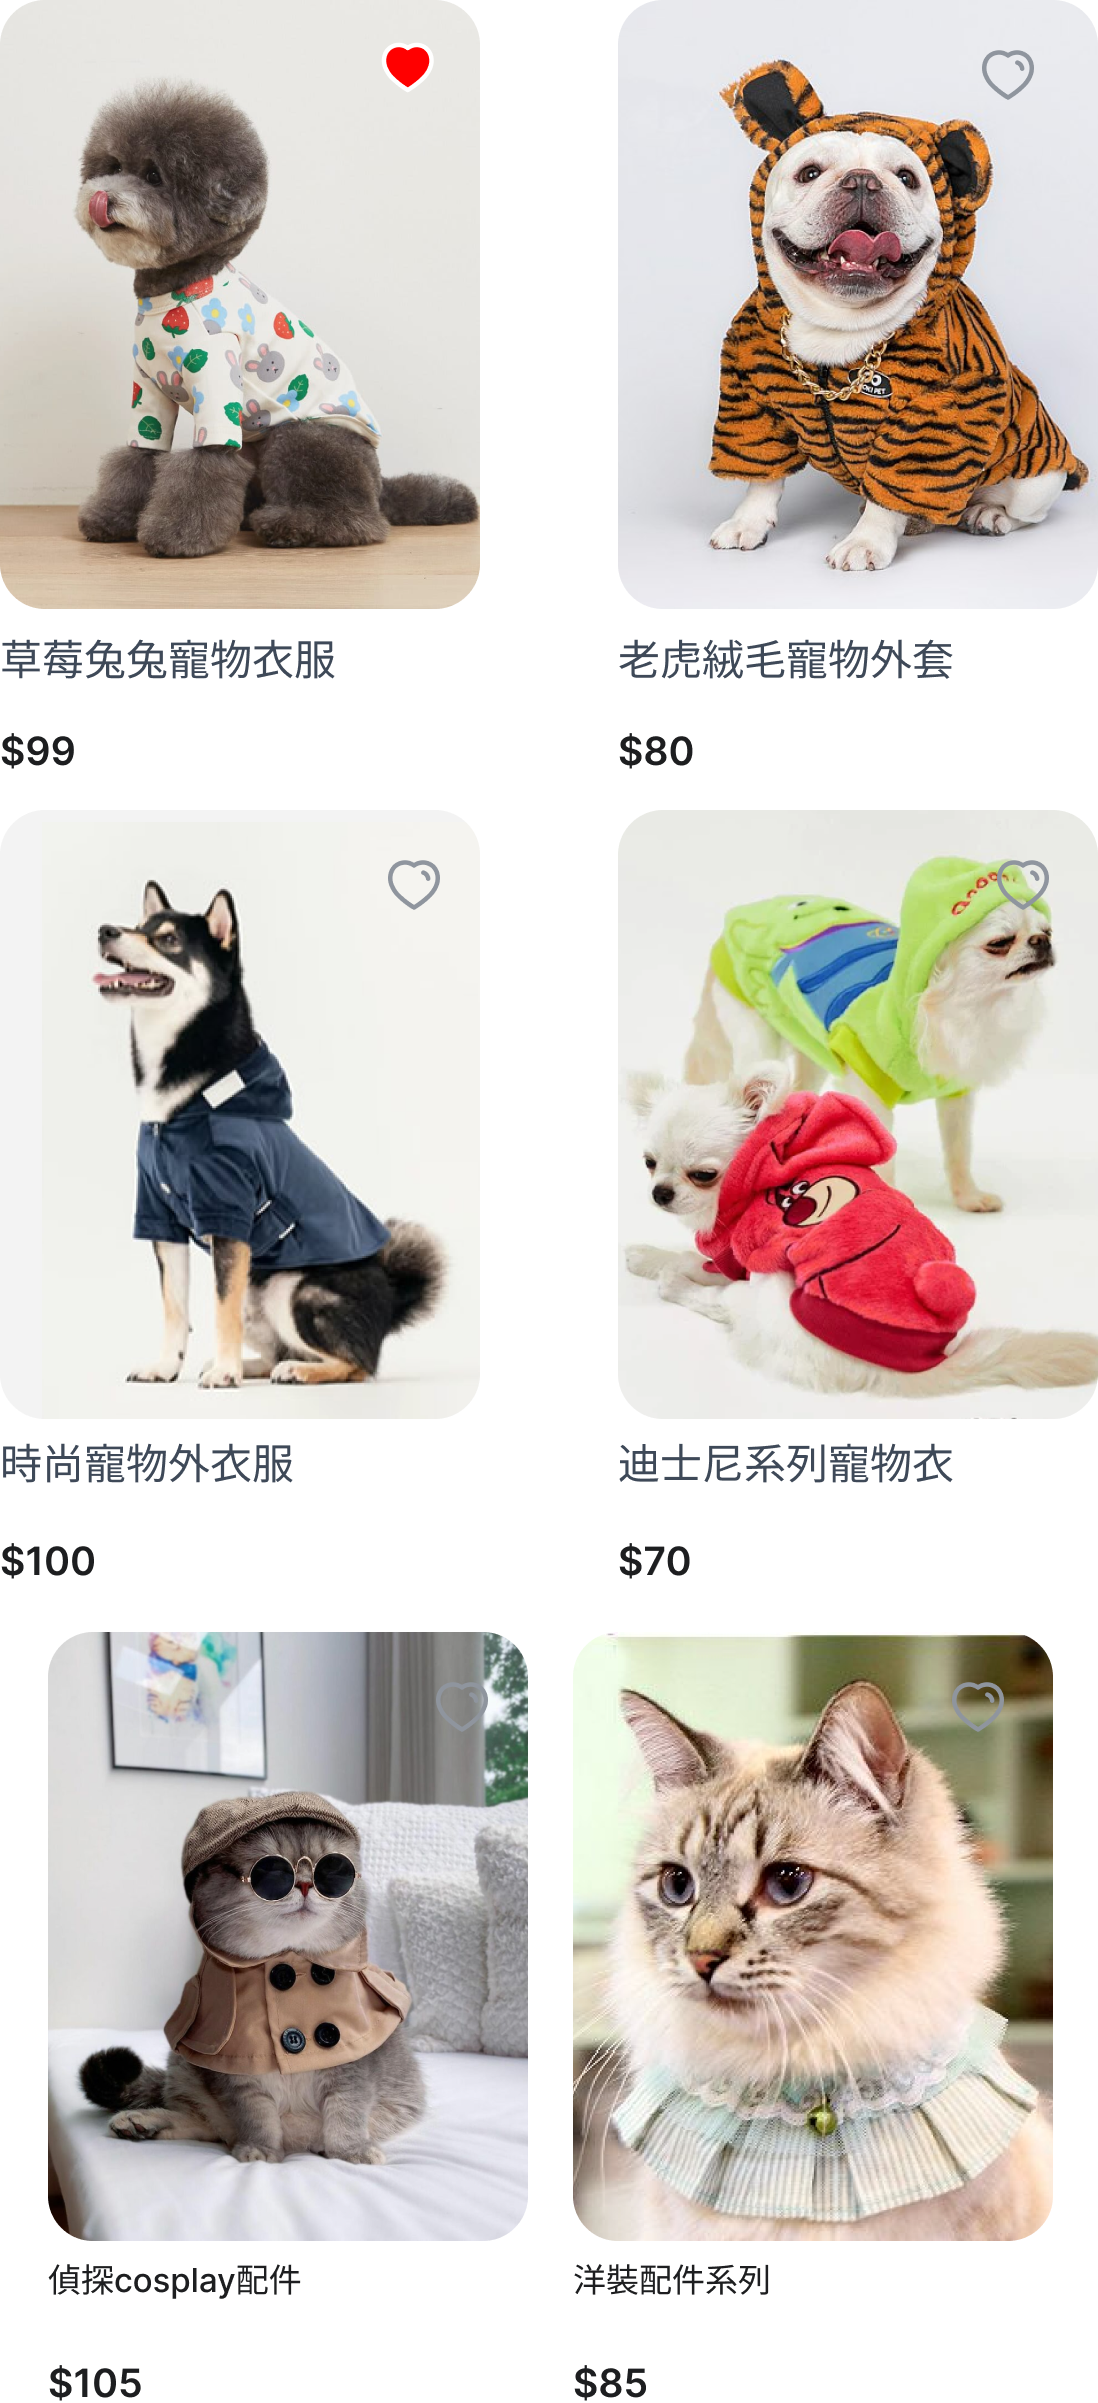 草莓兔兔寵物衣服
老虎絨毛寵物外套
$99
$80
時尚寵物外衣服
迪士尼系列寵物衣
$100
$70
偵探cosplay配件
洋裝配件系列
$105
$85